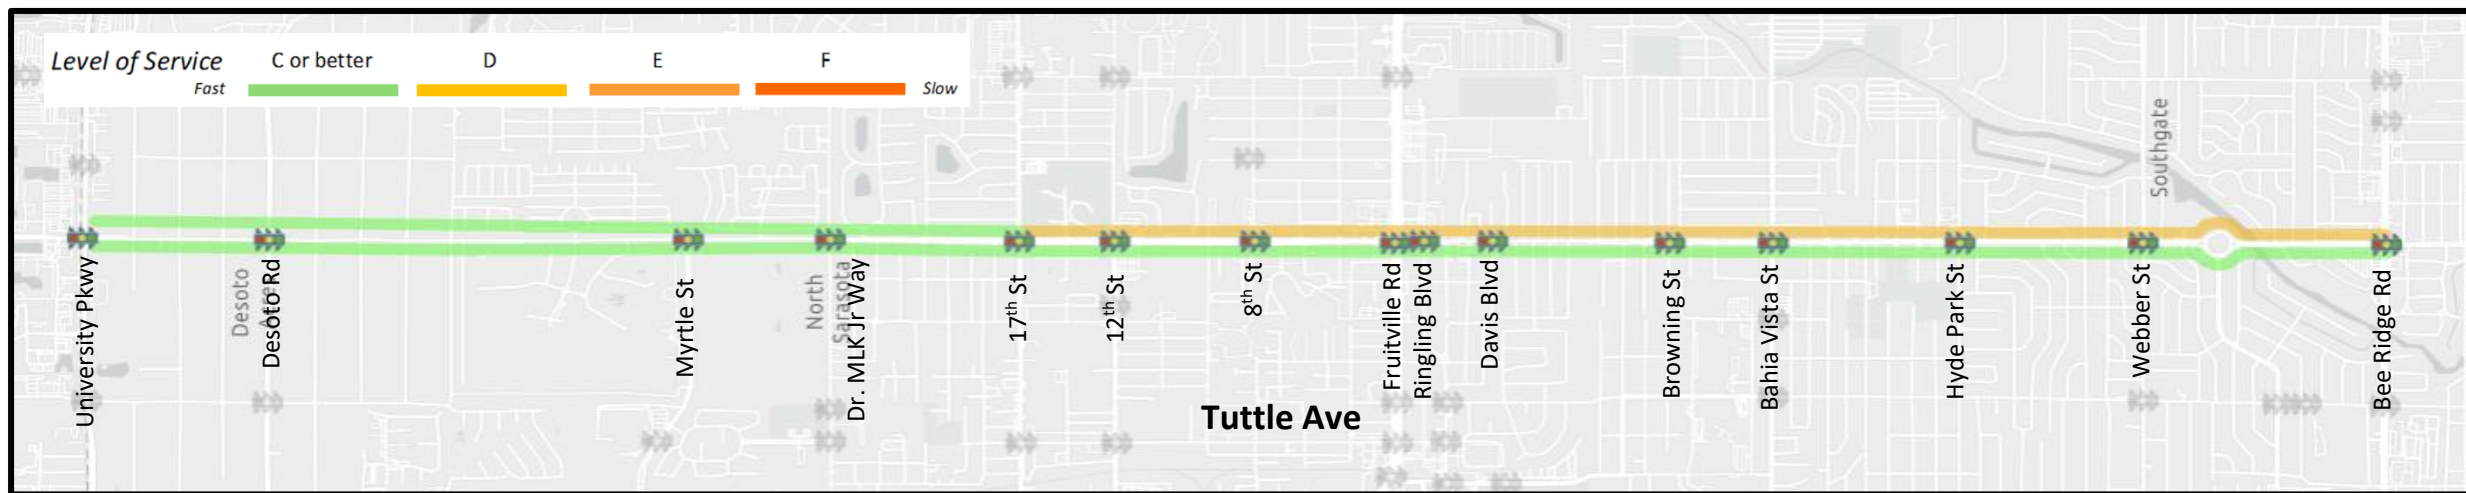 Level of Service
C or better
D
E
F
Fast
Slow
Southgate
University Pkwy
Desoto
Desoto Rd
Myrtle St
North
Sarasota
Dr. MLK Jr Way
17th St
12th St
8th St
Fruitville Rd
Ringling Blvd
Davis Blvd
Browning St
Bahia Vista St
Hyde Park St
Webber St
Bee Ridge Rd
Tuttle Ave